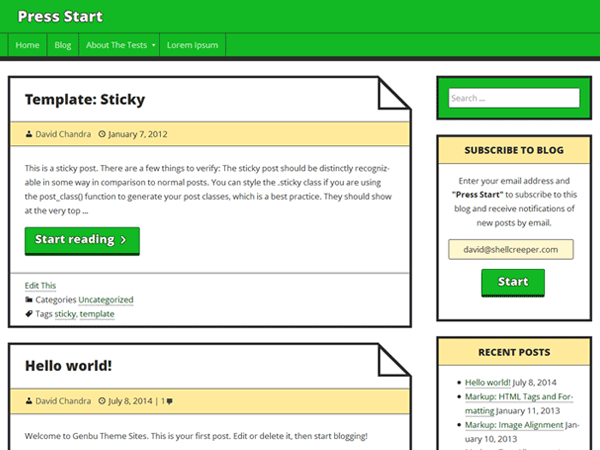 Press Start
Home Blog About The Tests Lorem Ipsum
Template: Sticky
David Chandra January 7, 2012
This is a sticky post. There are a few things to verify: The sticky post should be distinctly recogniz-
able in some way in comparison to normal posts. You can style the .sticky class if you are using
the post_class() function to generate your post classes, which is a best practice. They should show
at the very top ...
Start reading
Edit This
Categories Uncategorized
Tags sticky, template
Hello world!
David Chandra July 8, 2014 | 1
Welcome to Genbu Theme Sites. This is your first post. Edit or delete it, then start blogging!
Search ...
SUBSCRIBE TO BLOG
Enter your email address and
"Press Start" to subscribe to this
blog and receive notifications of
new posts by email.
david@shellcreeper.com
Start
RECENT POSTS
Hello world! July 8, 2014
Markup: HTML Tags and For-
matting January 11, 2013
Markup: Image Alignment Jan-
uary 10, 2013